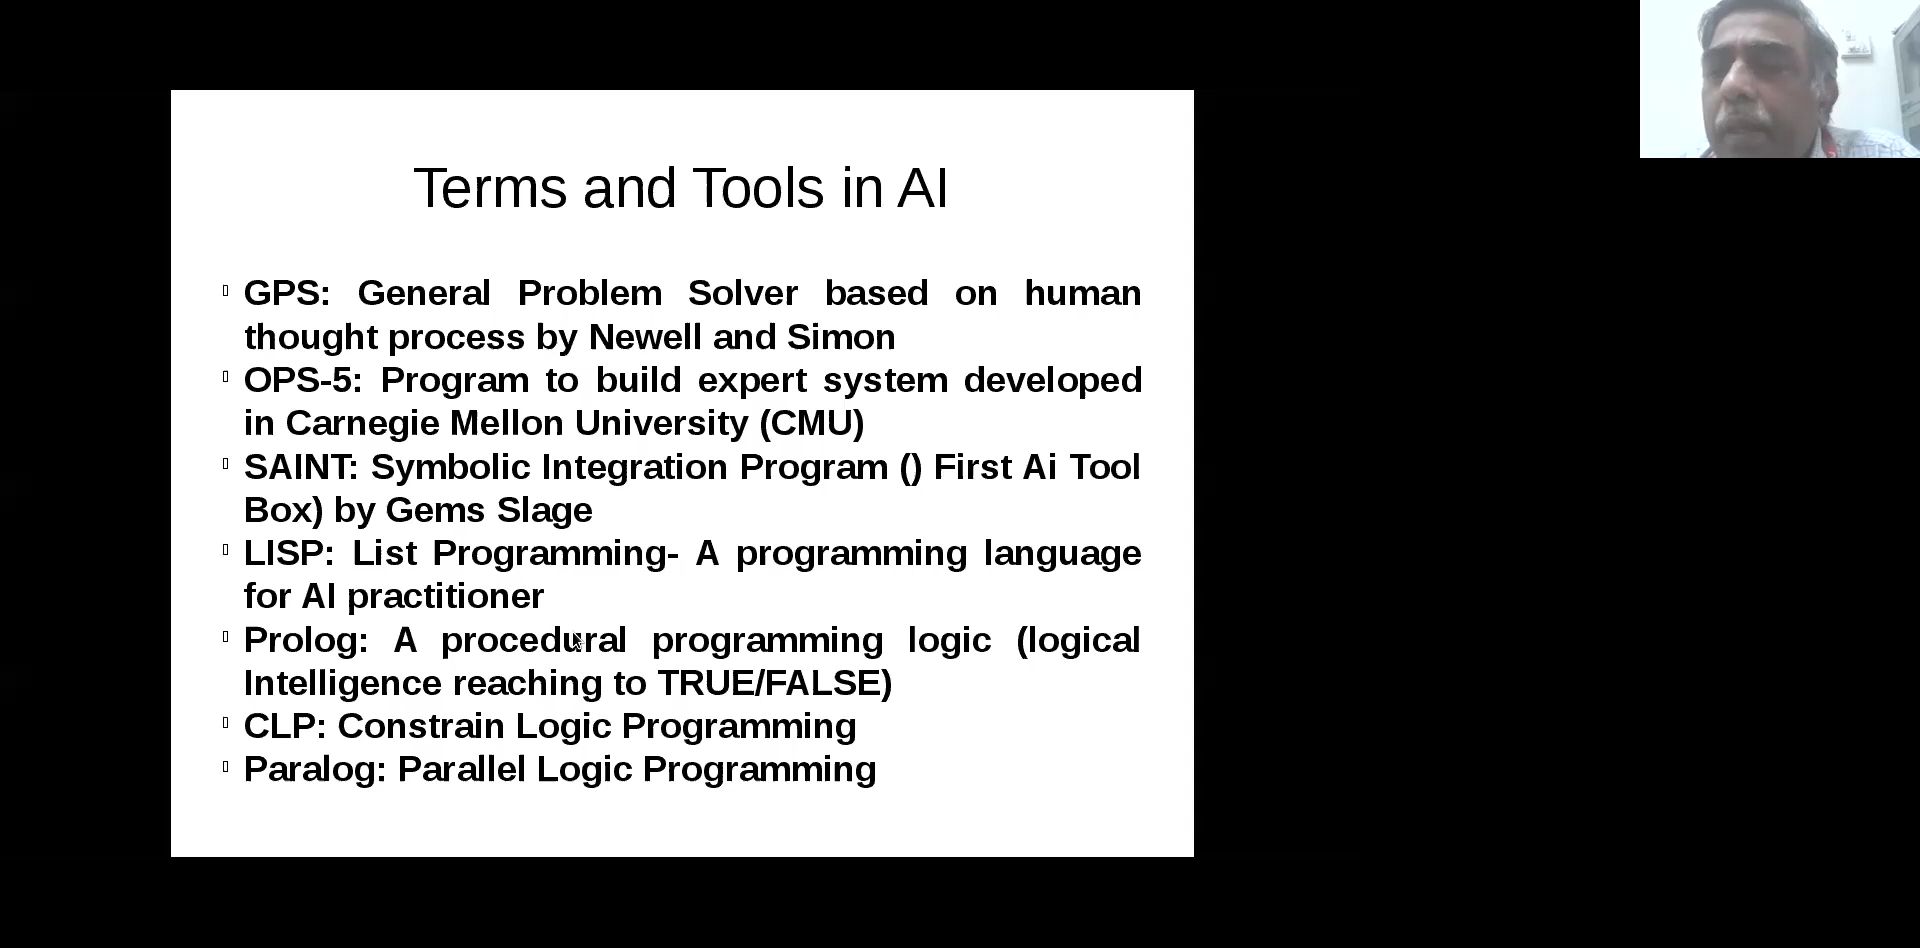 Terms and Tools in AI
GPS: General Problem Solver based on human
thought process by Newell and Simon
OPS-5: Program to build expert system developed
in Carnegie Mellon University (CMU)
SAINT: Symbolic Integration Program () First Ai Tool
Box) by Gems Slage
LISP: List Programming- A programming language
for AI practitioner
Prolog: A procedural programming logic (logical
Intelligence reaching to TRUE/FALSE)
CLP: Constrain Logic Programming
Paralog: Parallel Logic Programming